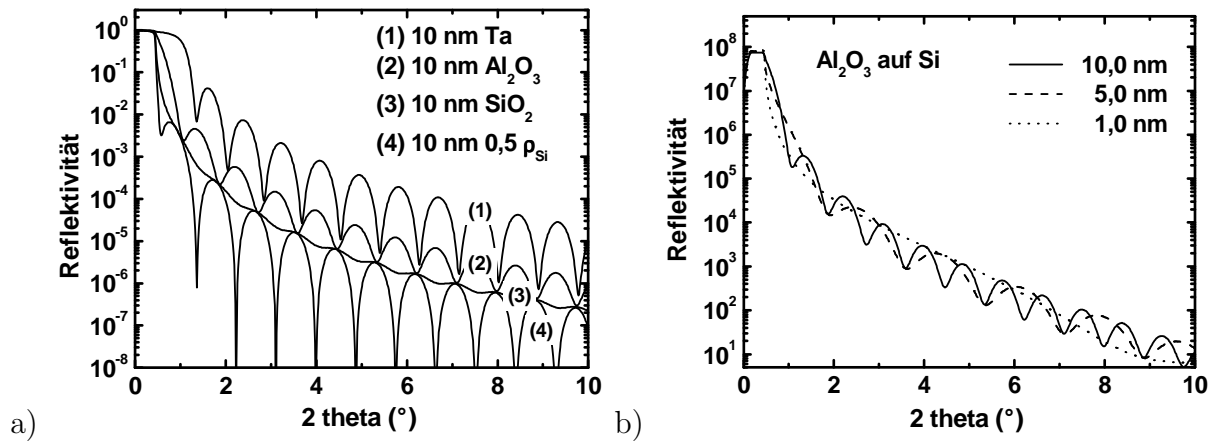 (1) 10 nm Ta
(2) 10 nm Al₂O₃
(3) 10 nm SiO₂
(4) 10 nm 0,5 ρ_Si
(1)
(2)
(3)
(4)
Reflektivität
10⁰
10⁻¹
10⁻²
10⁻³
10⁻⁴
10⁻⁵
10⁻⁶
10⁻⁷
10⁻⁸
0 2 4 6 8 10
2 theta (°)
a)
Al₂O₃ auf Si
10,0 nm
5,0 nm
1,0 nm
Reflektivität
10⁸
10⁷
10⁶
10⁵
10⁴
10³
10²
10¹
0 2 4 6 8 10
2 theta (°)
b)